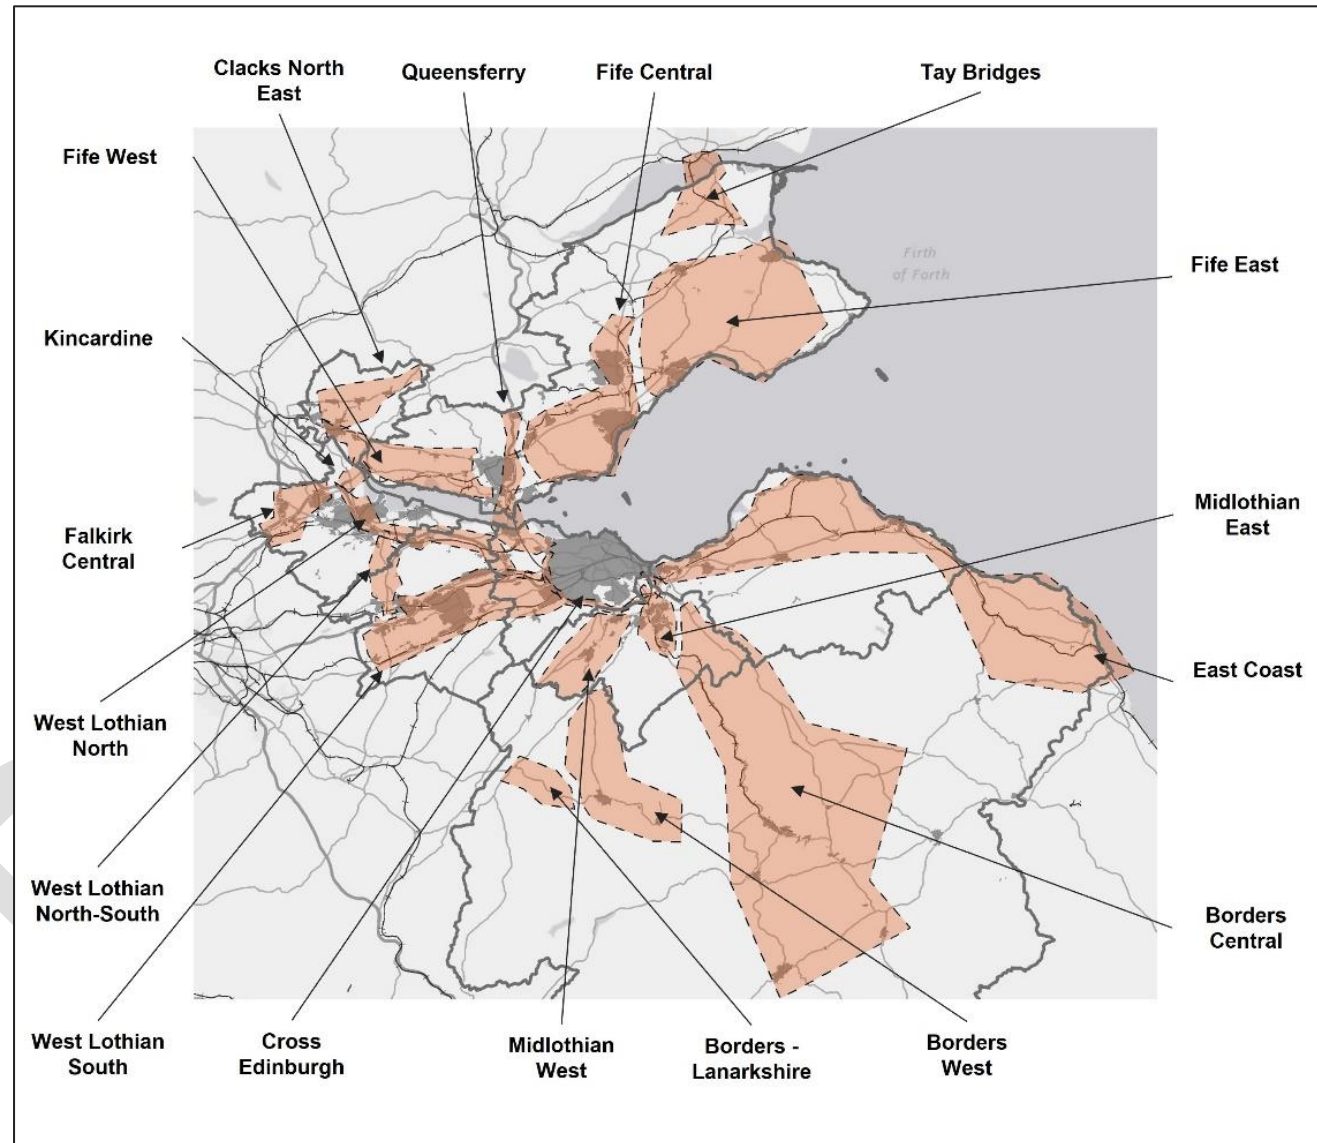 Clacks North
East
Queensferry
Fife Central
Tay Bridges
Fife West
Firth
of Forth
Fife East
Kincardine
Midlothian
East
Falkirk
Central
East Coast
West Lothian
North
West Lothian
North-South
Borders
Central
West Lothian
South
Cross
Edinburgh
Midlothian
West
Borders -
Lanarkshire
Borders
West